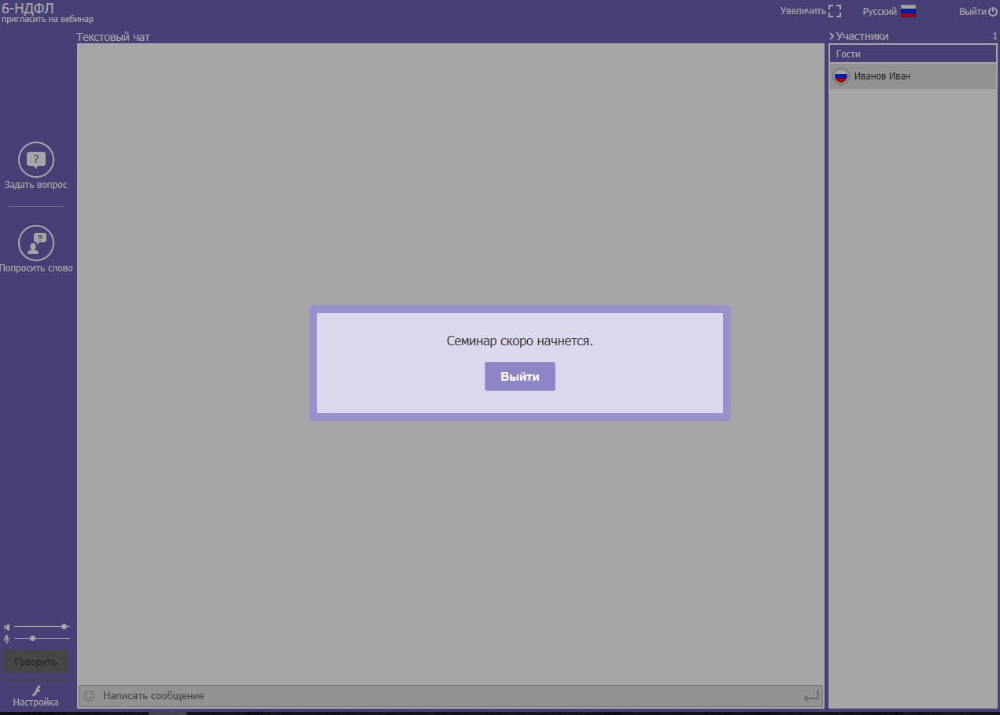 6-НДФЛ
пригласить на вебинар
Увеличить
Русский
Выйти
Текстовый чат
Участники 1
Гости
Иванов Иван
?
Задать вопрос
?
Попросить слово
Семинар скоро начнется.
Выйти
Говорить
Настройка
Написать сообщение